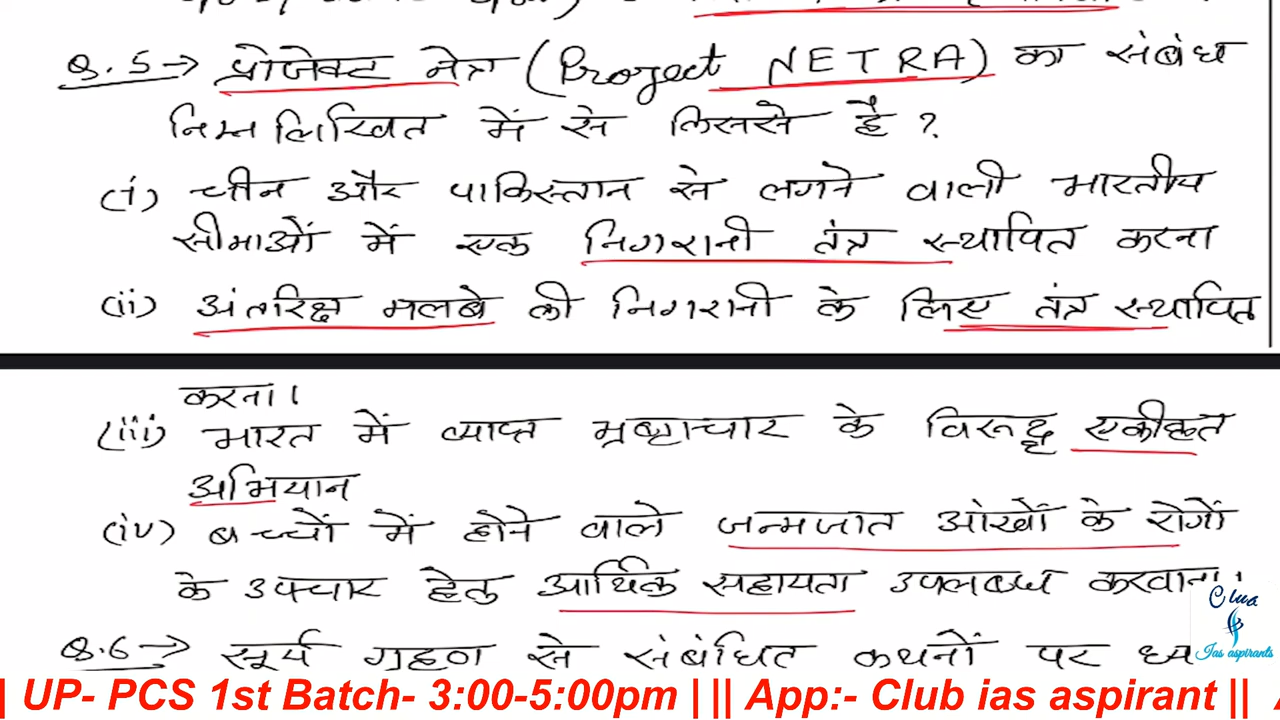 Q.5→ प्रोजेक्ट नेत्रा (Project NETRA) का संबंध
निम्नलिखित में से किससे है ?
(i) चीन और पाकिस्तान से लगने वाली भारतीय
सीमाओं में एक निगरानी तंत्र स्थापित करना
(ii) अंतरिक्ष मलबे की निगरानी के लिए तंत्र स्थापित
करना।
(iii) भारत में व्याप्त भ्रष्टाचार के विरूद्ध एकीकृत
अभियान
(iv) बच्चों में होने वाले जन्मजात आंखों के रोगों
के उपचार हेतु आर्थिक सहायता उपलबध करवाना।
Club
Ias aspirants
Q.6→ सूर्य ग्रहण से संबंधित कथनों पर ध्य
| UP- PCS 1st Batch- 3:00-5:00pm | || App:- Club ias aspirant ||